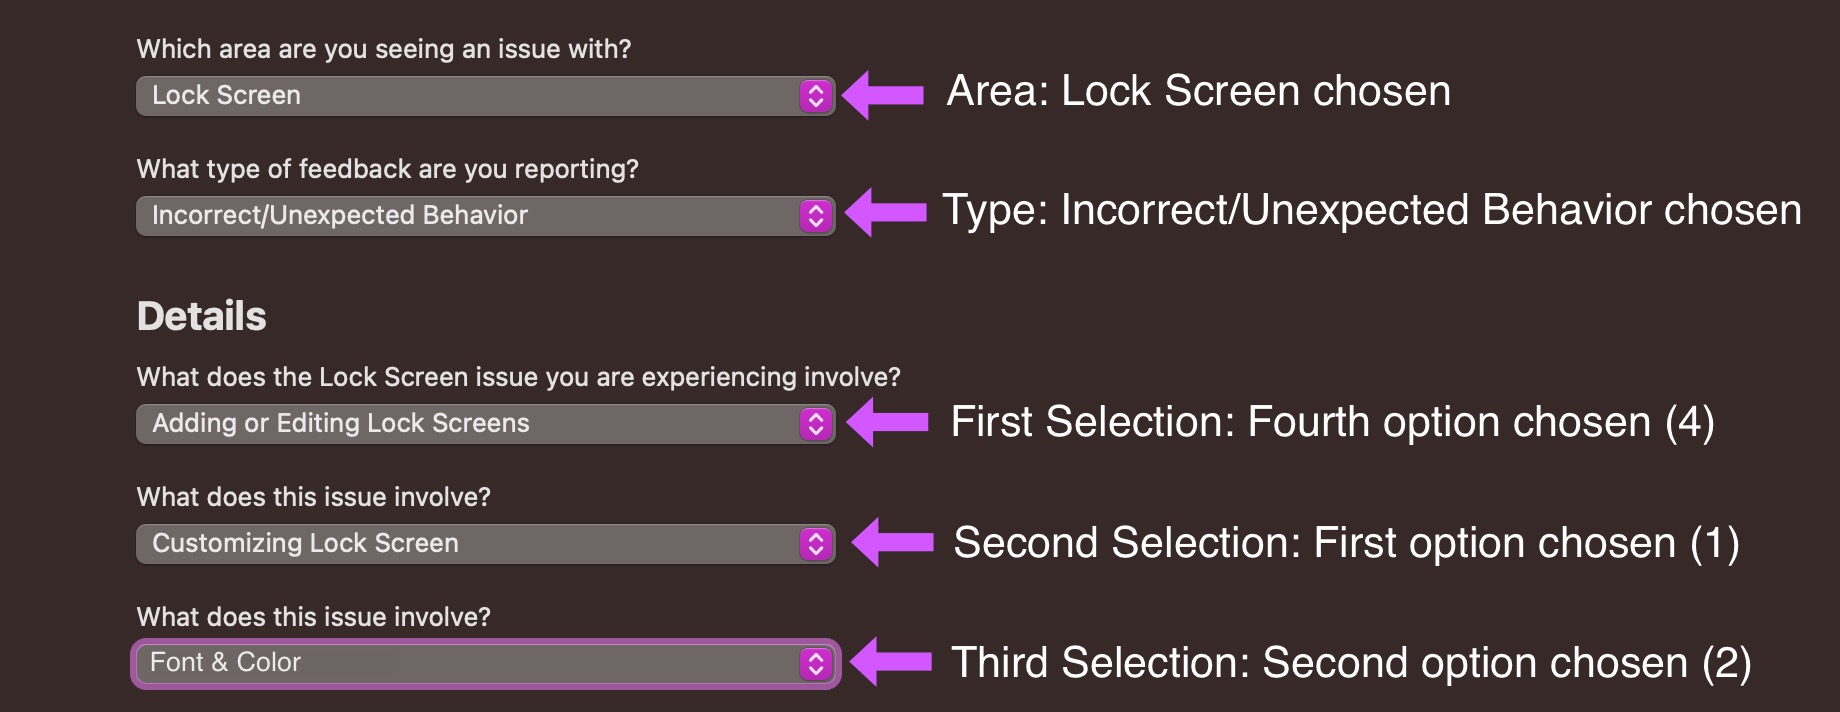 Which area are you seeing an issue with?
Lock Screen
Area: Lock Screen chosen
What type of feedback are you reporting?
Incorrect/Unexpected Behavior
Type: Incorrect/Unexpected Behavior chosen
Details
What does the Lock Screen issue you are experiencing involve?
Adding or Editing Lock Screens
First Selection: Fourth option chosen (4)
What does this issue involve?
Customizing Lock Screen
Second Selection: First option chosen (1)
What does this issue involve?
Font & Color
Third Selection: Second option chosen (2)